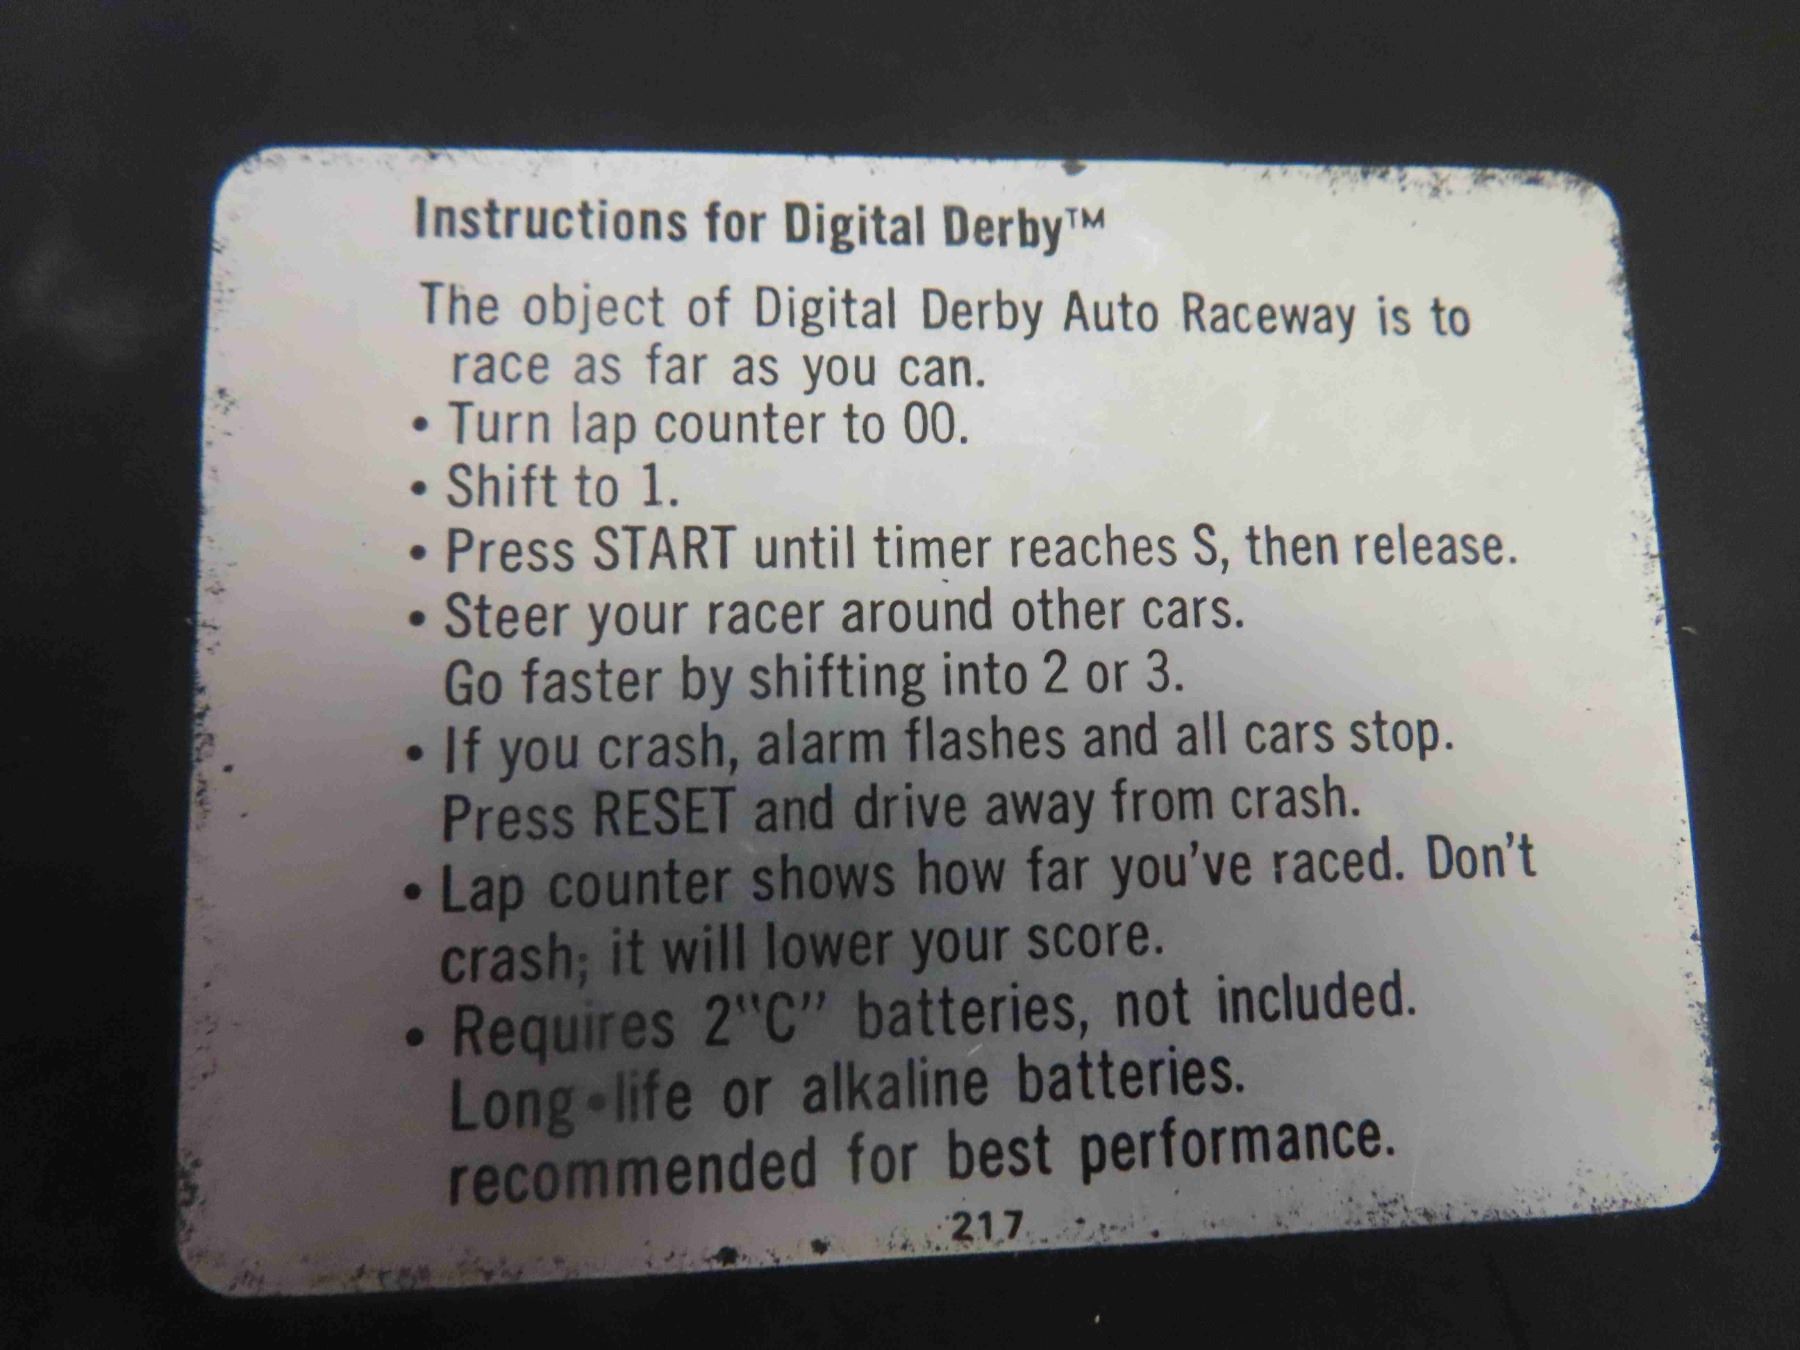 Instructions for Digital Derby™
The object of Digital Derby Auto Raceway is to
race as far as you can.
• Turn lap counter to 00.
• Shift to 1.
• Press START until timer reaches S, then release.
• Steer your racer around other cars.
Go faster by shifting into 2 or 3.
• If you crash, alarm flashes and all cars stop.
Press RESET and drive away from crash.
• Lap counter shows how far you've raced. Don't
crash; it will lower your score.
• Requires 2"C" batteries, not included.
Long•life or alkaline batteries.
recommended for best performance.
217